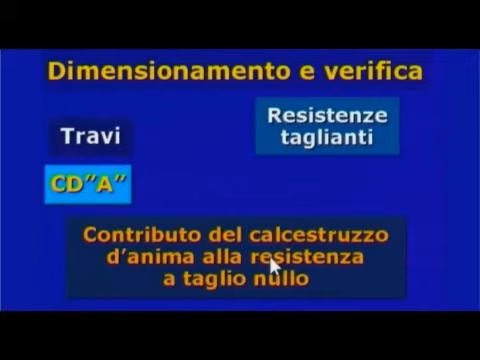 Dimensionamento e verifica
Resistenze
taglianti
Travi
CD”A”
Contributo del calcestruzzo
d’anima alla resistenza
a taglio nullo